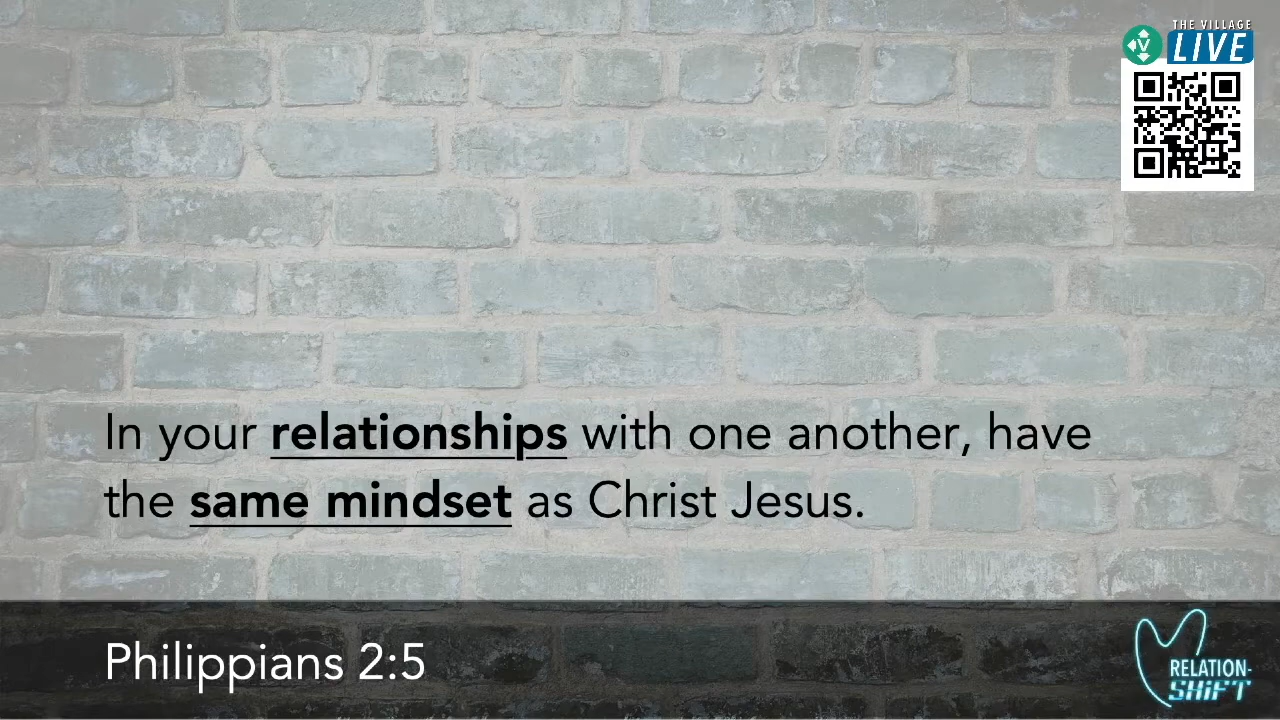 THE VILLAGE
V LIVE
In your relationships with one another, have
the same mindset as Christ Jesus.
Philippians 2:5
RELATION-
SHIFT